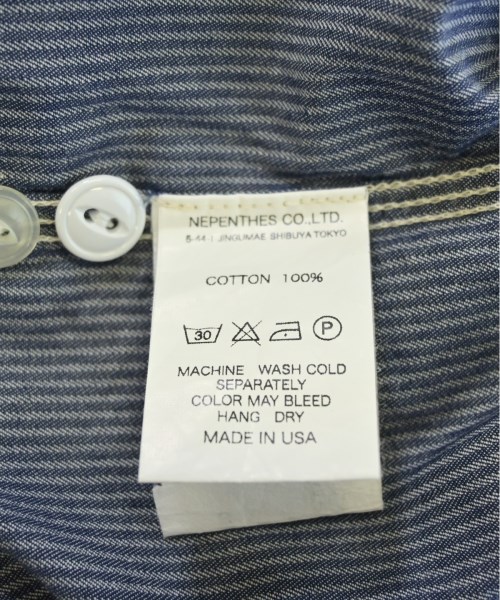 NEPENTHES CO.,LTD.
5-44-1 JINGUMAE SHIBUYA TOKYO
COTTON 100%
30 P
MACHINE WASH COLD
SEPARATELY
COLOR MAY BLEED
HANG DRY
MADE IN USA